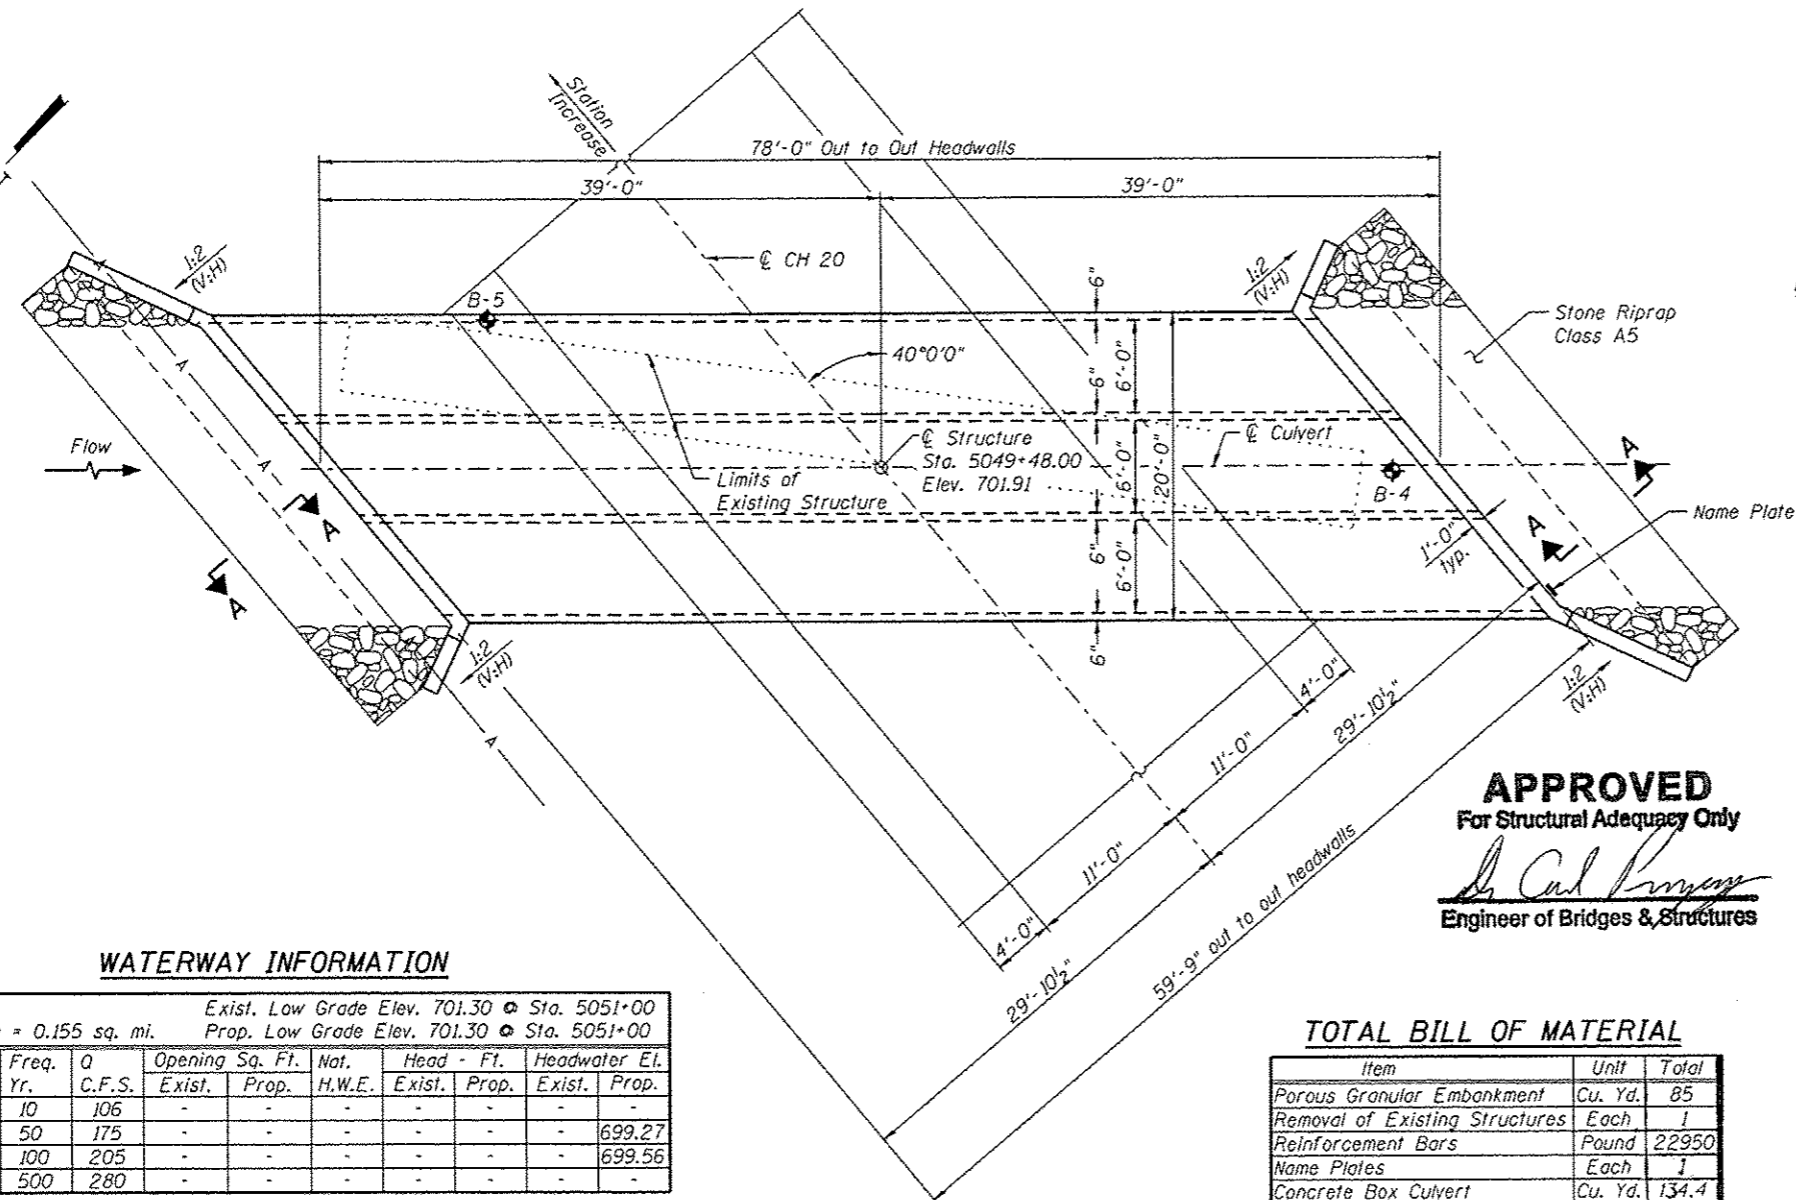 Station
Increase
78'-0" Out to Out Headwalls
39'-0"
39'-0"
1:2
(V:H)
℄ CH 20
1:2
(V:H)
B-5
6"
Stone Riprap
Class A5
40°0'0"
6"
6'-0"
Flow
℄ Structure
Sta. 5049+48.00
Elev. 701.91
℄ Culvert
A
A
A
Limits of
Existing Structure
6'-0"
20'-0"
B-4
A
A
Name Plate
A
A
6"
6'-0"
1'-0"
typ.
1:2
(V:H)
6"
1:2
(V:H)
4'-0"
29'-10½"
11'-0"
A
11'-0"
4'-0"
29'-10½"
59'-9" out to out headwalls
APPROVED
For Structural Adequacy Only
Engineer of Bridges & Structures
WATERWAY INFORMATION
Exist. Low Grade Elev. 701.30 @ Sta. 5051+00
= 0.155 sq. mi. Prop. Low Grade Elev. 701.30 @ Sta. 5051+00
Freq. Q Opening Sq. Ft. Nat. Head - Ft. Headwater El.
Yr. C.F.S. Exist. Prop. H.W.E. Exist. Prop. Exist. Prop.
10 106 - - - - - - -
50 175 - - - - - - 699.27
100 205 - - - - - - 699.56
500 280 - - - - - - -
TOTAL BILL OF MATERIAL
Item Unit Total
Porous Granular Embankment Cu. Yd. 85
Removal of Existing Structures Each 1
Reinforcement Bars Pound 22950
Name Plates Each 1
Concrete Box Culvert Cu. Yd. 134.4